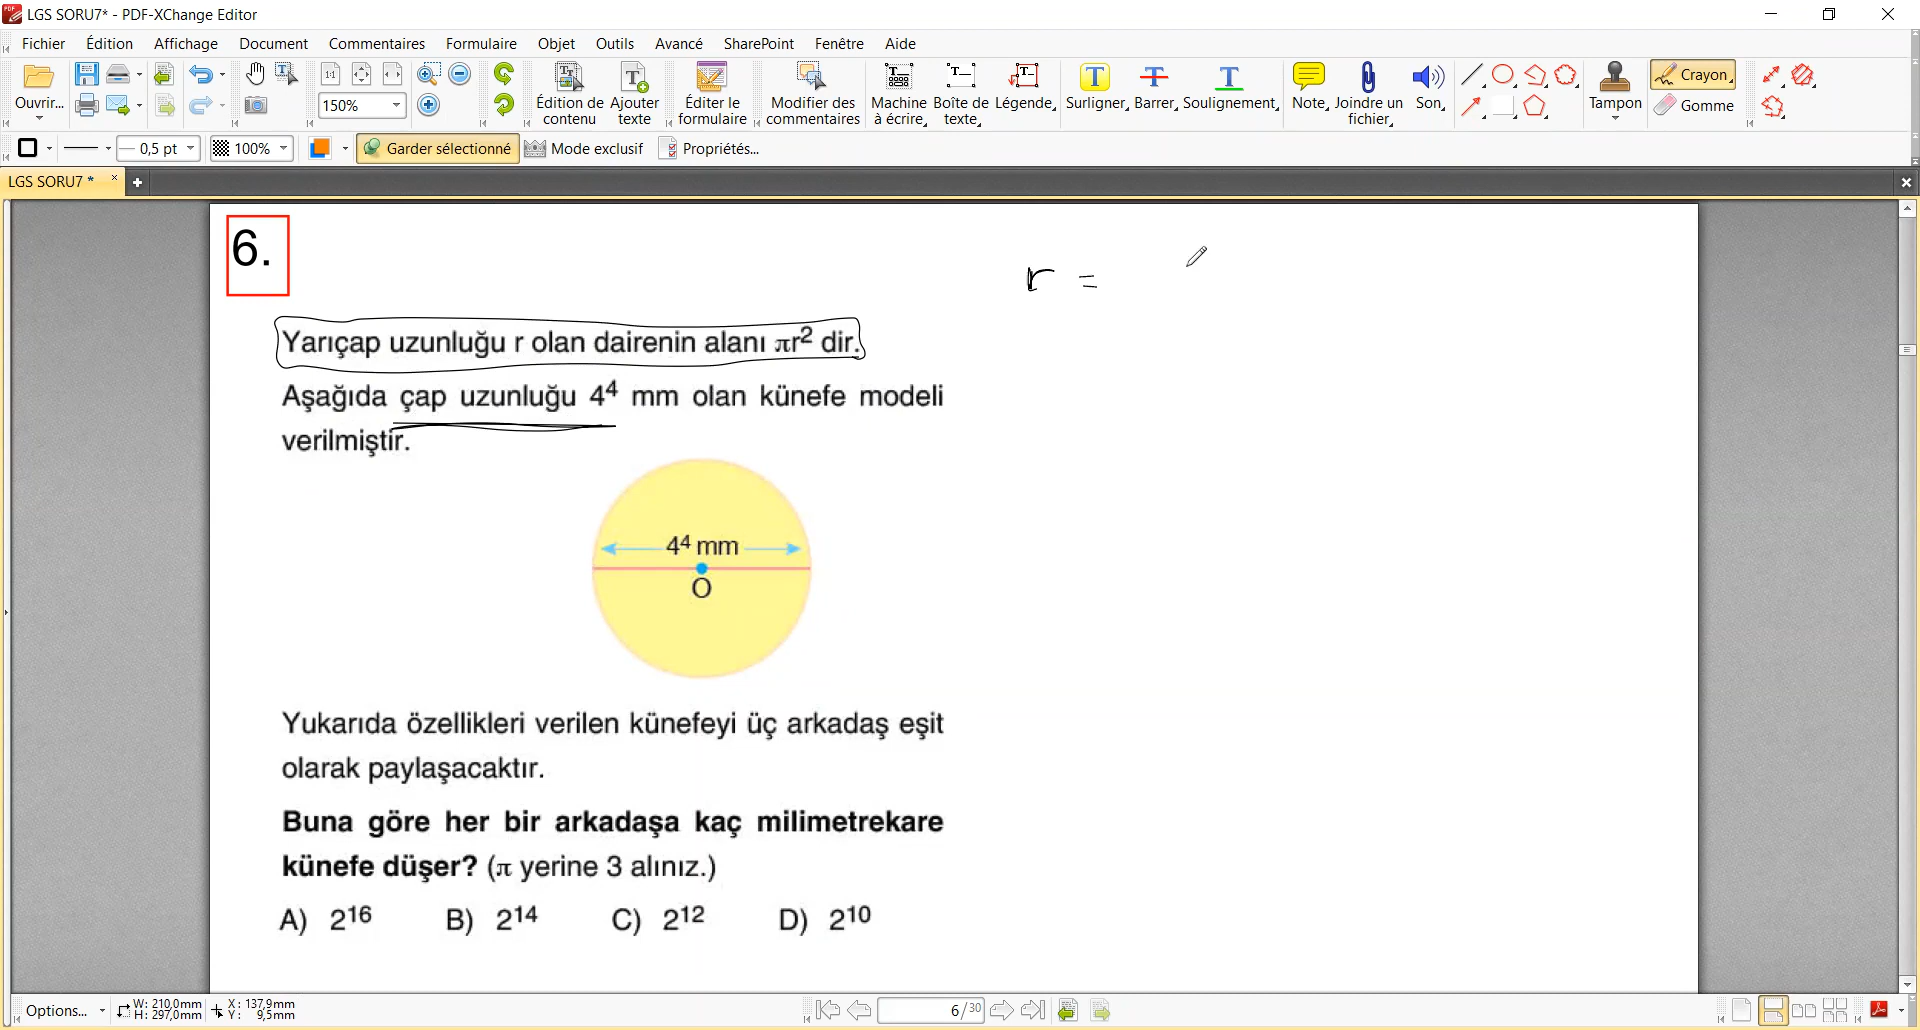 LGS SORU7* - PDF-XChange Editor
Fichier Édition Affichage Document Commentaires Formulaire Objet Outils Avancé SharePoint Fenêtre Aide
Ouvrir...
150%
Édition de contenu
Ajouter texte
Éditer le formulaire
Modifier des commentaires
Machine à écrire
Boîte de texte
Légende
Surligner
Barrer
Soulignement
Note
Joindre un fichier
Son
Tampon
Crayon
Gomme
0,5 pt 100% Garder sélectionné Mode exclusif Propriétés...
LGS SORU7 *
6.
r =
Yarıçap uzunluğu r olan dairenin alanı πr² dir.
Aşağıda çap uzunluğu 4⁴ mm olan künefe modeli
verilmiştir.
4⁴ mm
O
Yukarıda özellikleri verilen künefeyi üç arkadaş eşit
olarak paylaşacaktır.
Buna göre her bir arkadaşa kaç milimetrekare
künefe düşer? (π yerine 3 alınız.)
A) 2¹⁶ B) 2¹⁴ C) 2¹² D) 2¹⁰
Options... W: 210,0mm X: 137,9mm 6/30
H: 297,0mm Y: 9,5mm